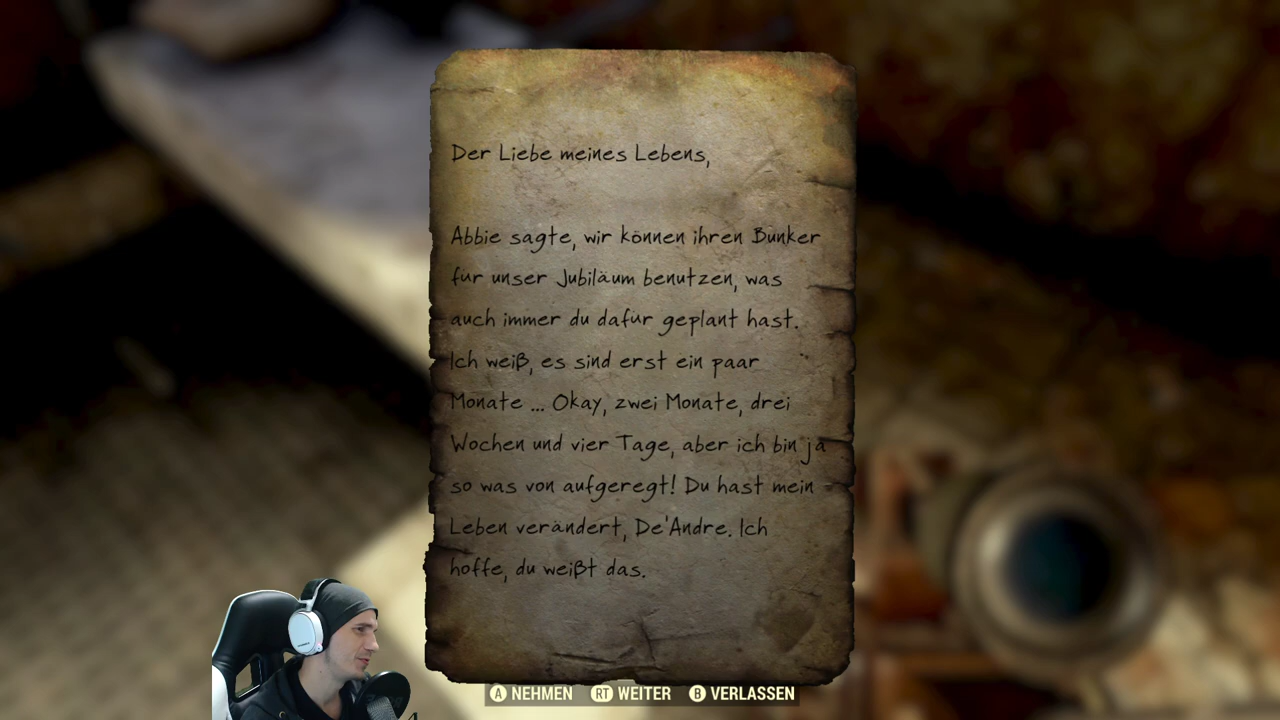 Der Liebe meines Lebens,
Abbie sagte, wir können ihren Bunker
für unser Jubiläum benutzen, was
auch immer du dafür geplant hast.
Ich weiß, es sind erst ein paar
Monate ... Okay, zwei Monate, drei
Wochen und vier Tage, aber ich bin ja
so was von aufgeregt! Du hast mein
Leben verändert, De'Andre. Ich
hoffe, du weißt das.
A NEHMEN RT WEITER B VERLASSEN